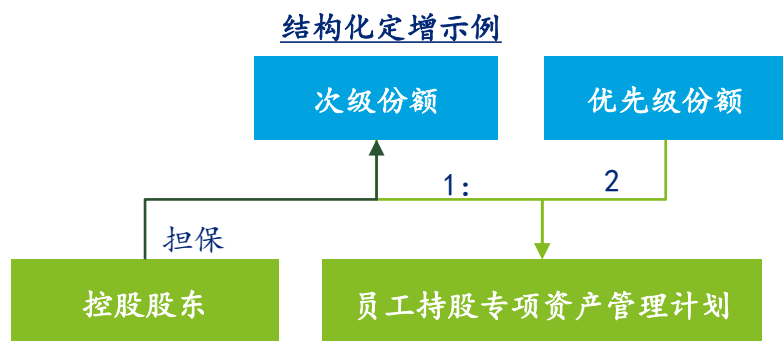 结构化定增示例
次级份额
优先级份额
1：
2
担保
控股股东
员工持股专项资产管理计划